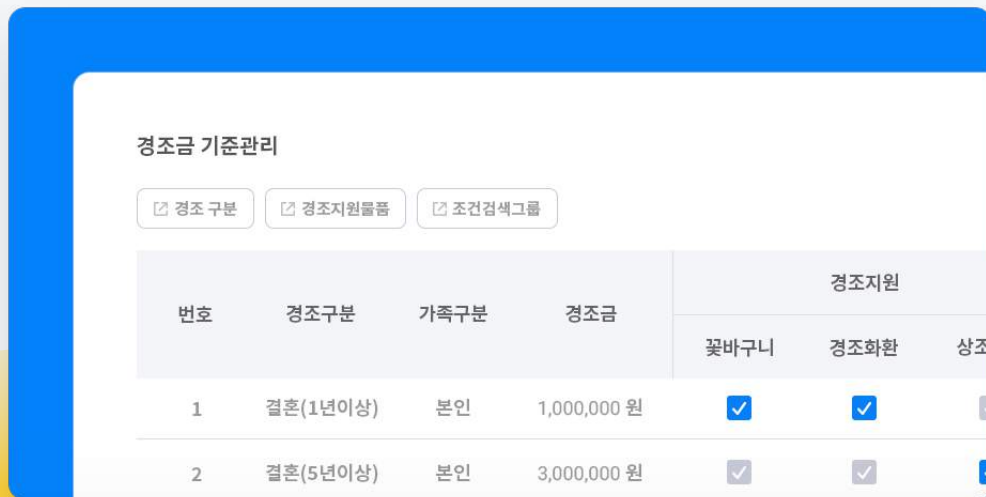 경조금 기준관리
경조 구분 경조지원물품 조건검색그룹
경조지원
번호 경조구분 가족구분 경조금
꽃바구니 경조화환 상조
1 결혼(1년이상) 본인 1,000,000 원
2 결혼(5년이상) 본인 3,000,000 원